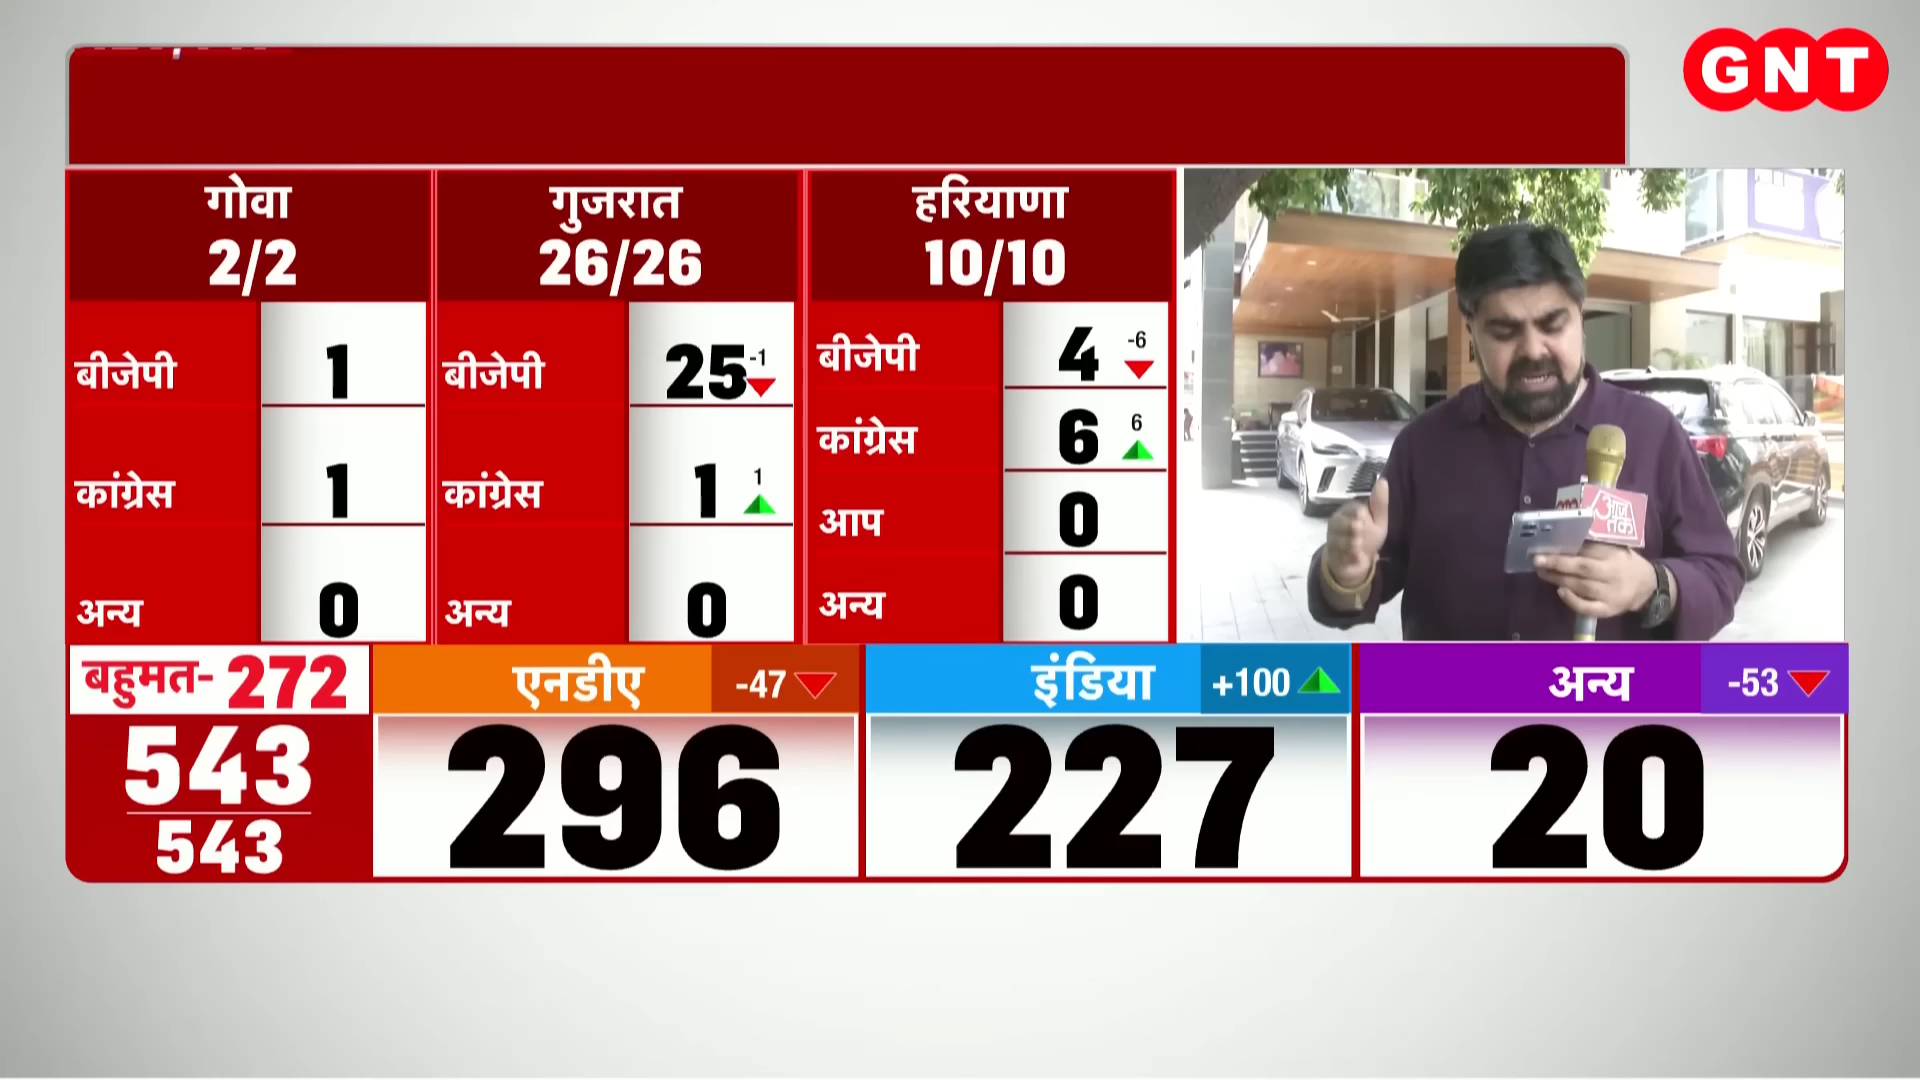 GNT
गोवा
2/2
बीजेपी 1
कांग्रेस 1
अन्य 0
गुजरात
26/26
बीजेपी 25 -1
कांग्रेस 1 1
अन्य 0
हरियाणा
10/10
बीजेपी 4 -6
कांग्रेस 6 6
आप 0
अन्य 0
आज
तक
बहुमत- 272
543
543
एनडीए -47
296
इंडिया +100
227
अन्य -53
20